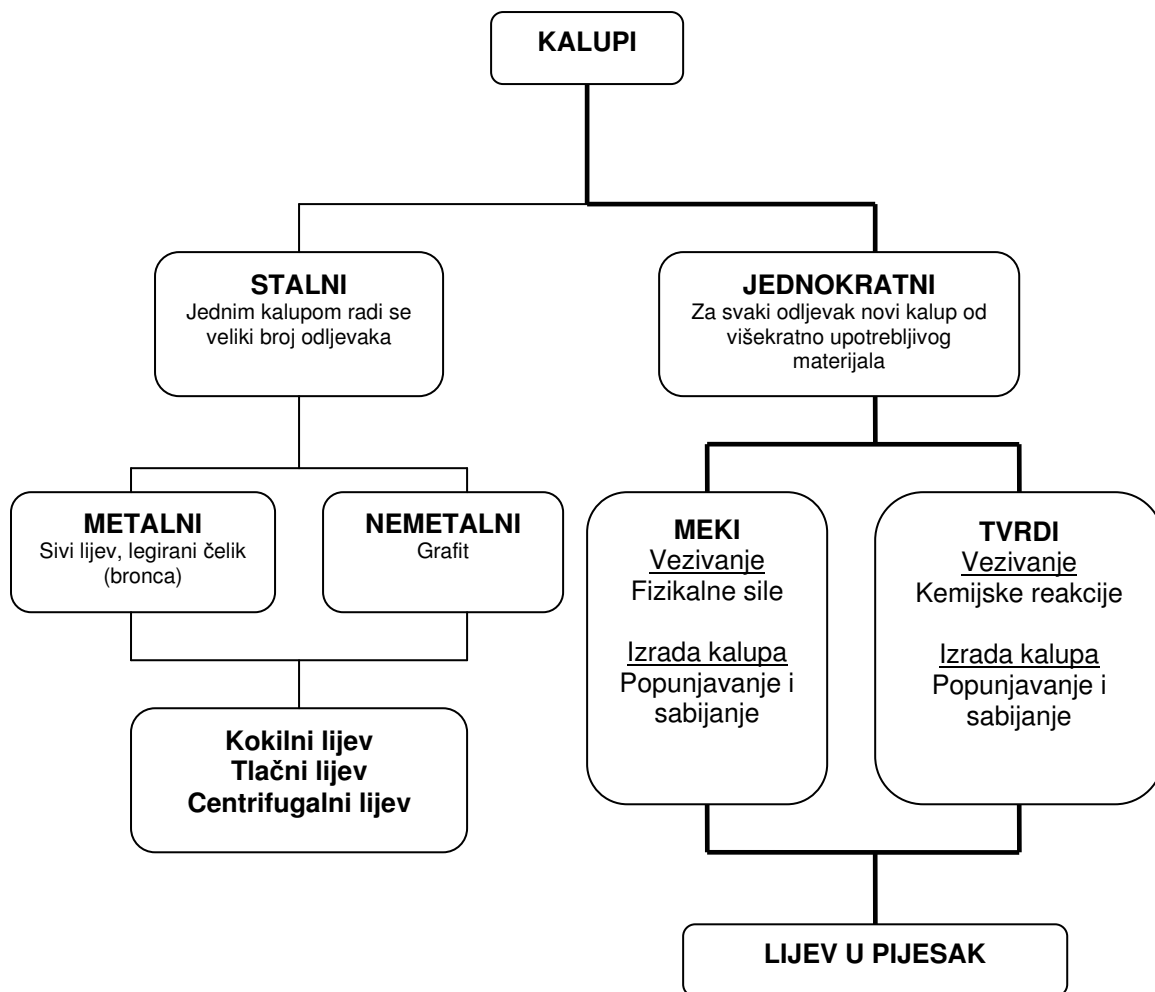 KALUPI
STALNI
Jednim kalupom radi se
veliki broj odljevaka
JEDNOKRATNI
Za svaki odljevak novi kalup od
višekratno upotrebljivog
materijala
METALNI
Sivi lijev, legirani čelik
(bronca)
NEMETALNI
Grafit
MEKI
Vezivanje
Fizikalne sile
Izrada kalupa
Popunjavanje i
sabijanje
TVRDI
Vezivanje
Kemijske reakcije
Izrada kalupa
Popunjavanje i
sabijanje
Kokilni lijev
Tlačni lijev
Centrifugalni lijev
LIJEV U PIJESAK